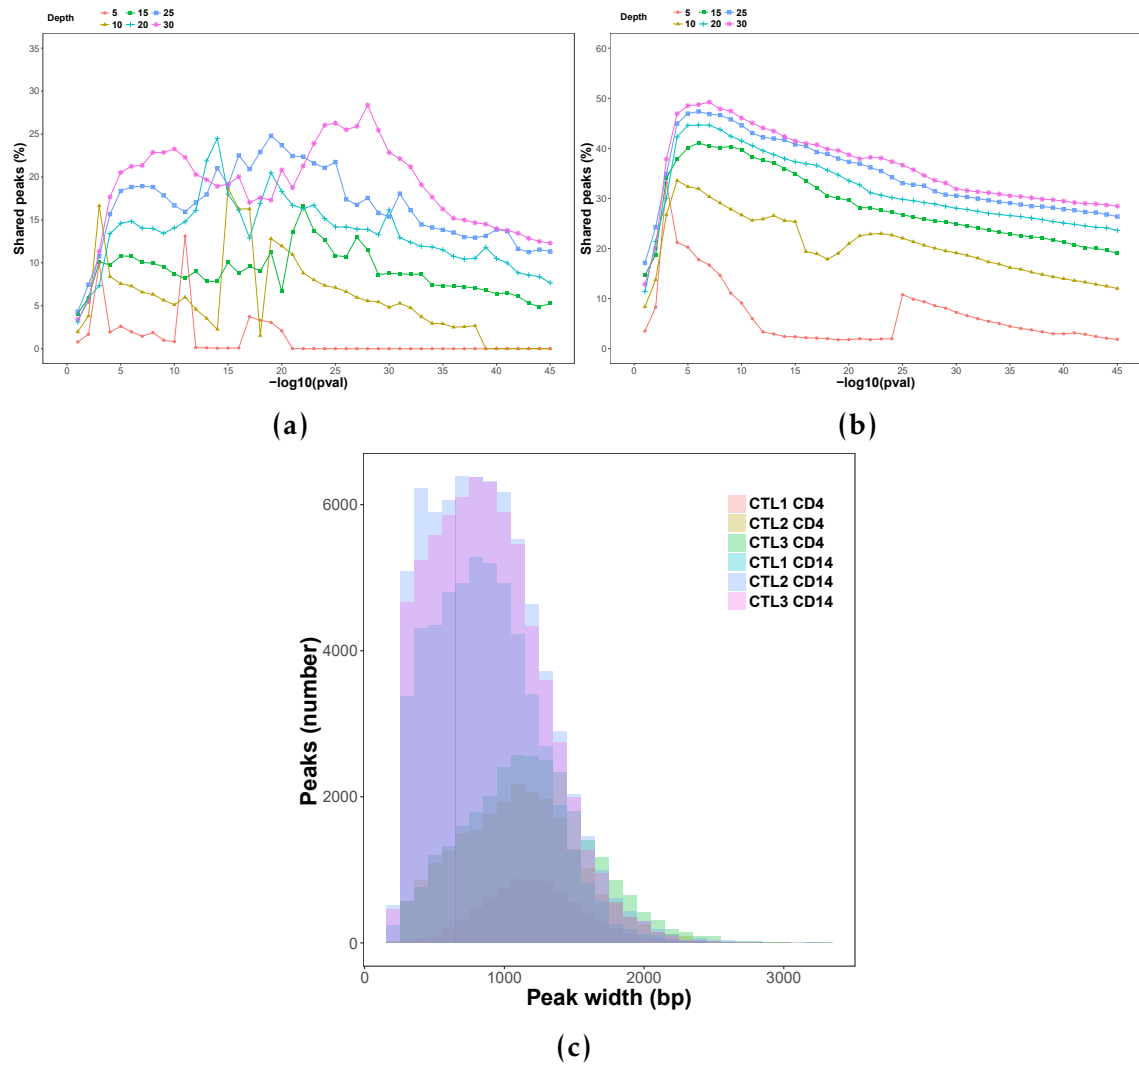 Depth 5 15 25
10 20 30
Shared peaks (%)
35
30
25
20
15
10
5
0
0 5 10 15 20 25 30 35 40 45
−log10(pval)
(a)
Depth 5 15 25
10 20 30
Shared peaks (%)
60
50
40
30
20
10
0
0 5 10 15 20 25 30 35 40 45
−log10(pval)
(b)
Peaks (number)
6000
4000
2000
0
CTL1 CD4
CTL2 CD4
CTL3 CD4
CTL1 CD14
CTL2 CD14
CTL3 CD14
0 1000 2000 3000
Peak width (bp)
(c)